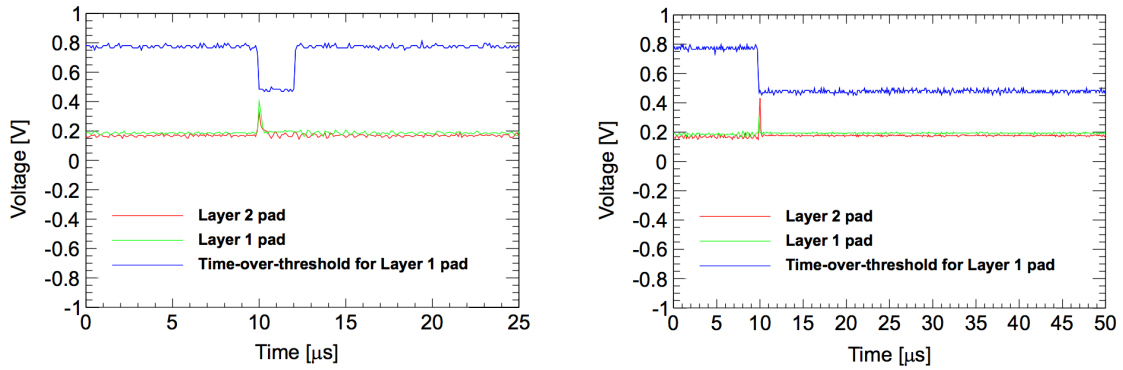 Voltage [V]
1
0.8
0.6
0.4
0.2
0
-0.2
-0.4
-0.6
-0.8
-1
Layer 2 pad
Layer 1 pad
Time-over-threshold for Layer 1 pad
0 5 10 15 20 25
Time [μs]
Voltage [V]
1
0.8
0.6
0.4
0.2
0
-0.2
-0.4
-0.6
-0.8
-1
Layer 2 pad
Layer 1 pad
Time-over-threshold for Layer 1 pad
0 5 10 15 20 25 30 35 40 45 50
Time [μs]